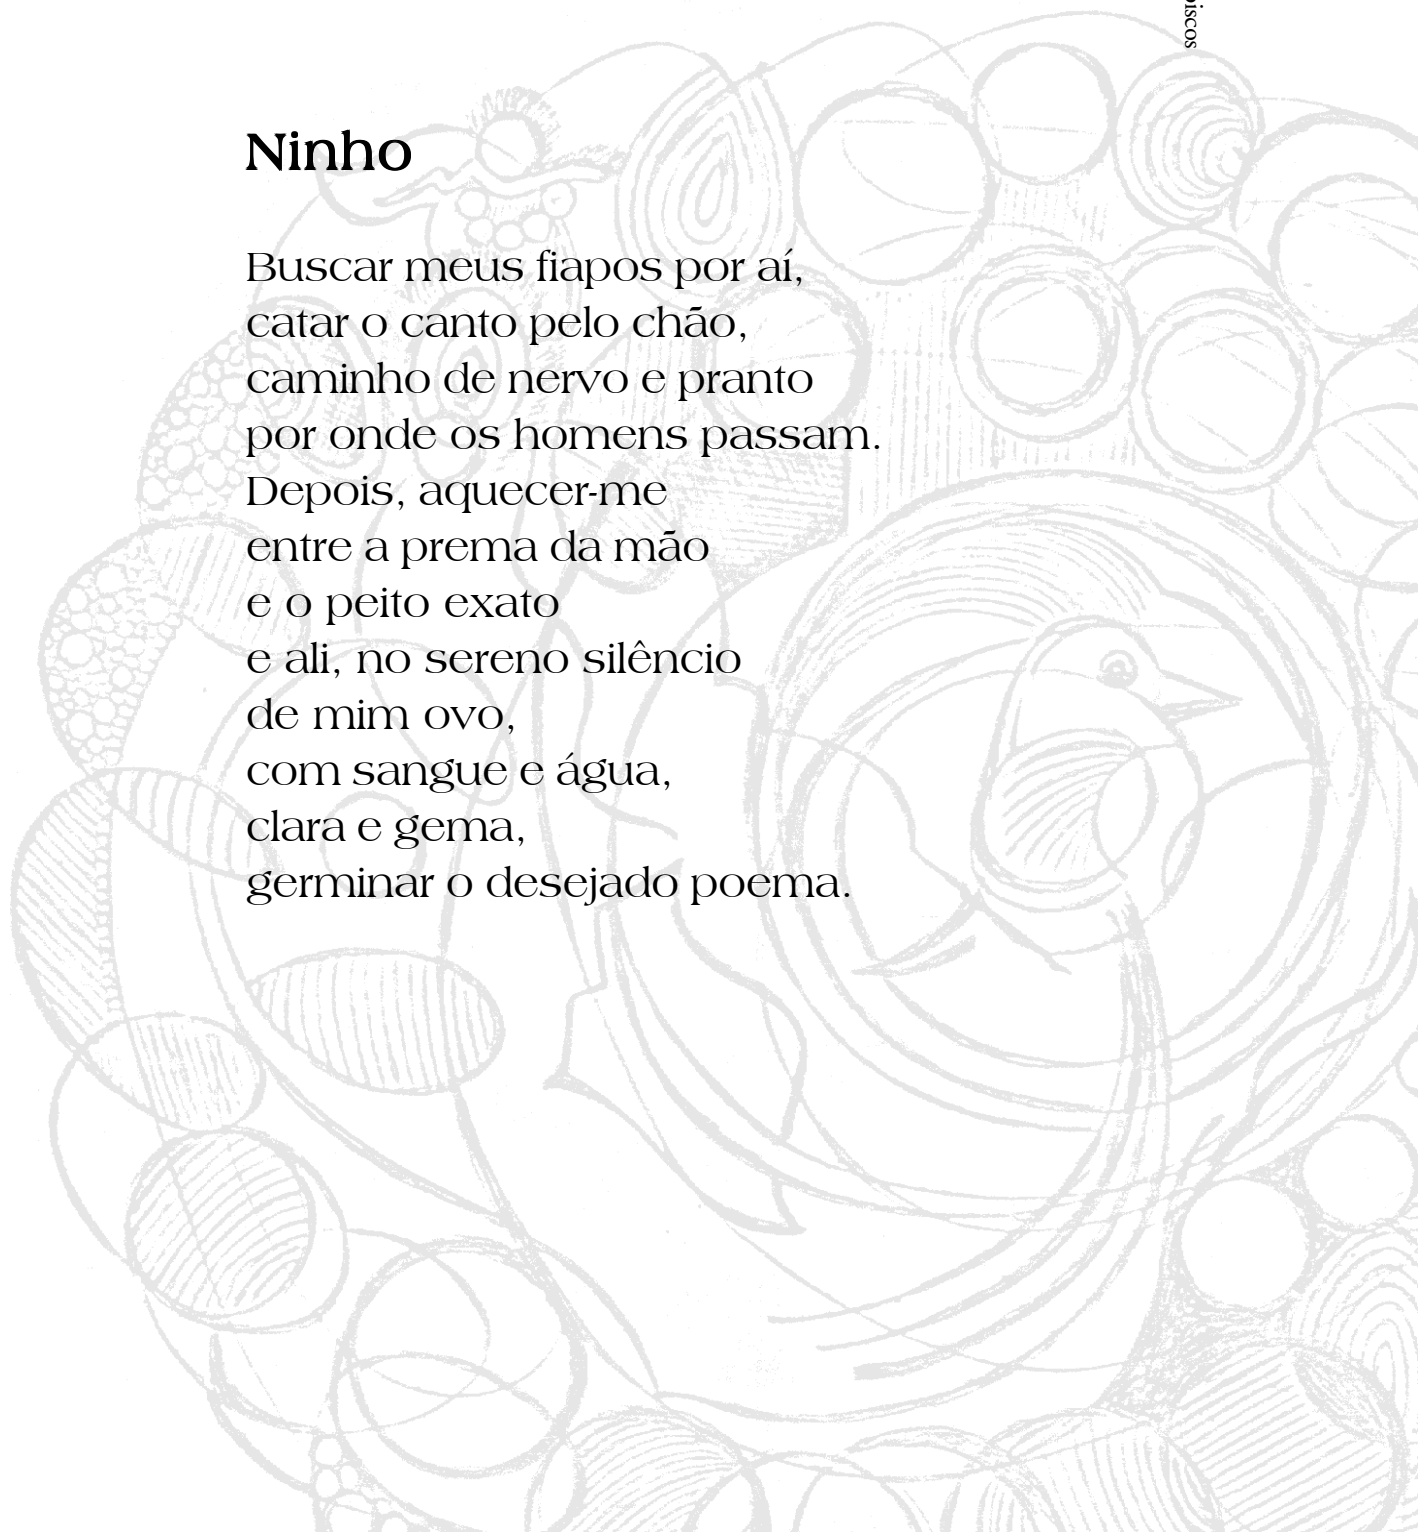 Ninho
Buscar meus fiapos por aí,
catar o canto pelo chão,
caminho de nervo e pranto
por onde os homens passam.
Depois, aquecer-me
entre a prema da mão
e o peito exato
e ali, no sereno silêncio
de mim ovo,
com sangue e água,
clara e gema,
germinar o desejado poema.